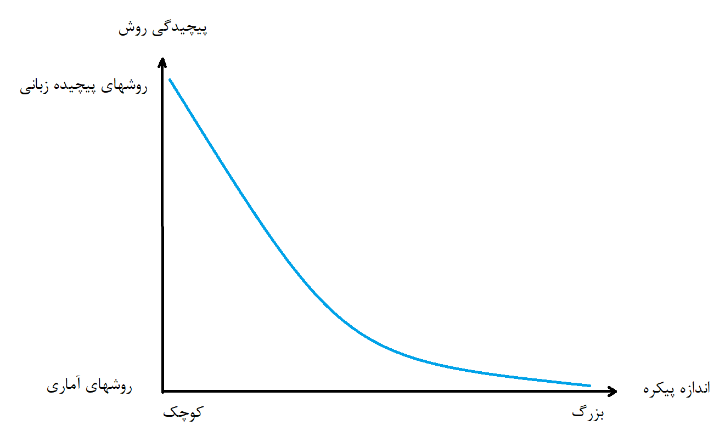 پیچیدگی روش
روشهای پیچیده زبانی
روشهای آماری
اندازه پیکره
کوچک
بزرگ